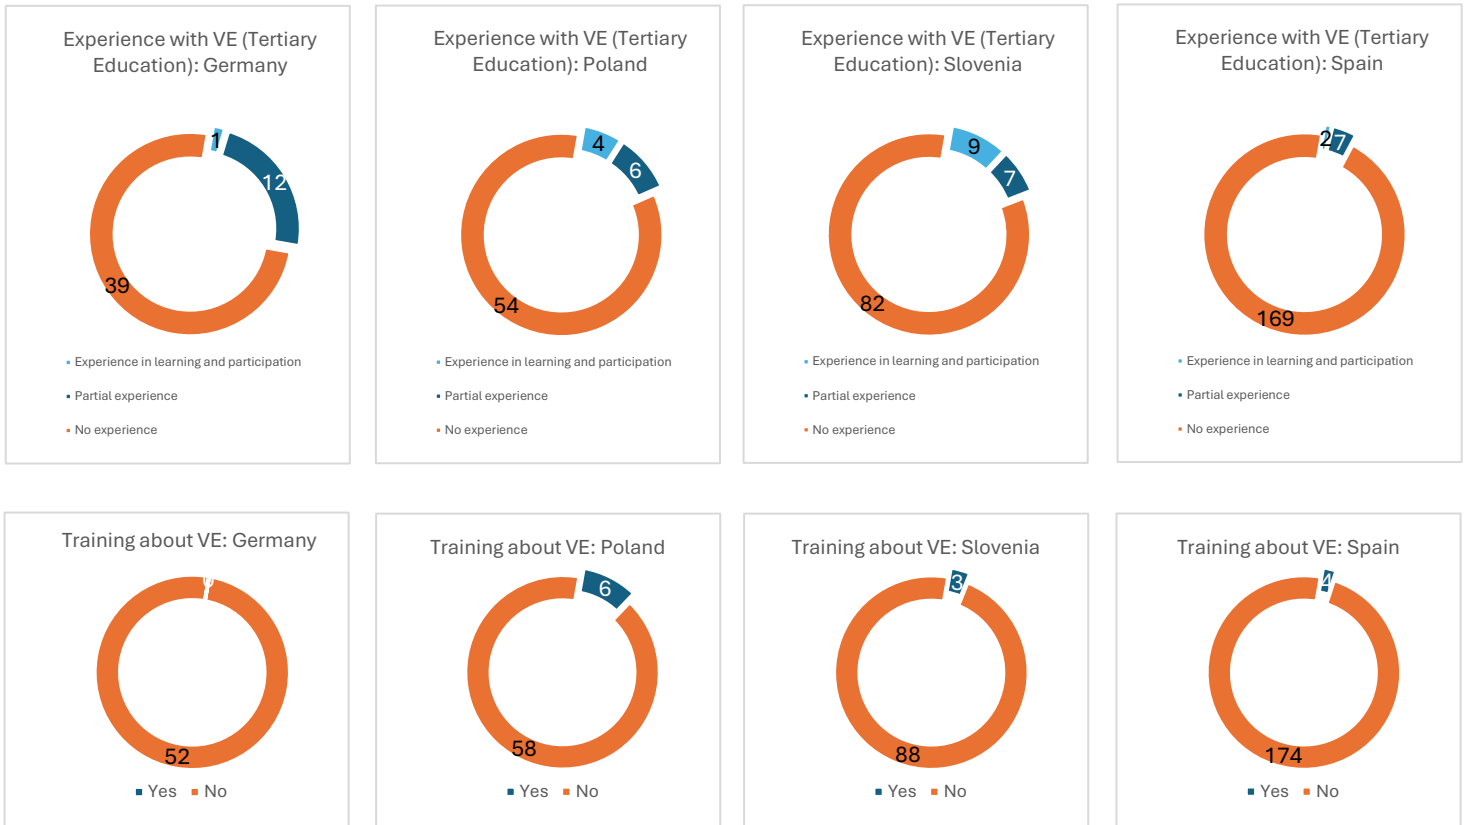 Experience with VE (Tertiary
Education): Germany
1
12
39
Experience in learning and participation
Partial experience
No experience
Experience with VE (Tertiary
Education): Poland
4
6
54
Experience in learning and participation
Partial experience
No experience
Experience with VE (Tertiary
Education): Slovenia
9
7
82
Experience in learning and participation
Partial experience
No experience
Experience with VE (Tertiary
Education): Spain
2
7
169
Experience in learning and participation
Partial experience
No experience
Training about VE: Germany
0
52
Yes No
Training about VE: Poland
6
58
Yes No
Training about VE: Slovenia
3
88
Yes No
Training about VE: Spain
4
174
Yes No